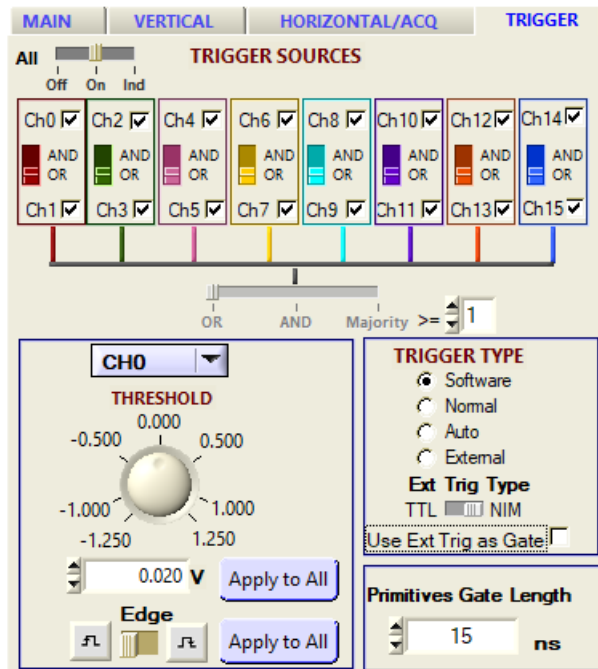 MAIN VERTICAL HORIZONTAL/ACQ TRIGGER
All TRIGGER SOURCES
Off On Ind
Ch0 Ch2 Ch4 Ch6 Ch8 Ch10 Ch12 Ch14
AND AND AND AND AND AND AND AND
OR OR OR OR OR OR OR OR
Ch1 Ch3 Ch5 Ch7 Ch9 Ch11 Ch13 Ch15
OR AND Majority >= 1
CH0
THRESHOLD
0.000
-0.500 0.500
-1.000 1.000
-1.250 1.250
0.020 V Apply to All
Edge
Apply to All
TRIGGER TYPE
Software
Normal
Auto
External
Ext Trig Type
TTL NIM
Use Ext Trig as Gate
Primitives Gate Length
15 ns